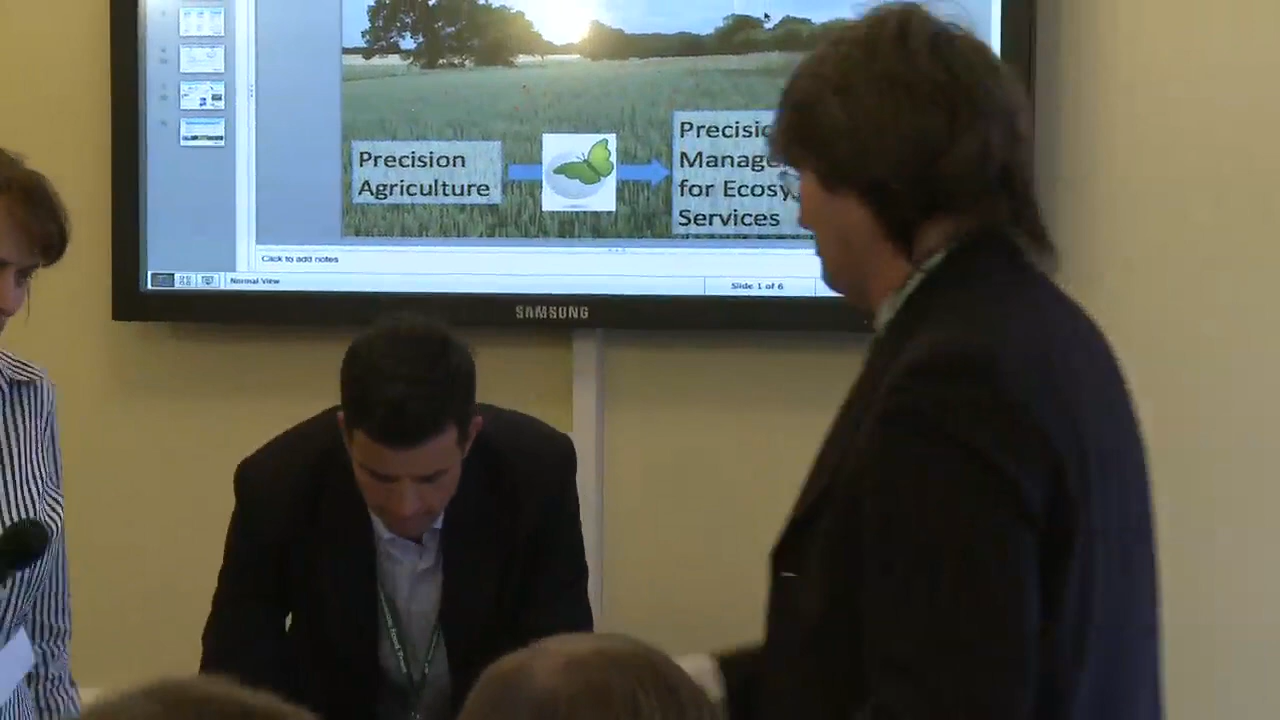 Precision
Agriculture
Precisio
Manage
for Ecosy
Services
Click to add notes
Normal View
Slide 1 of 6
SAMSUNG